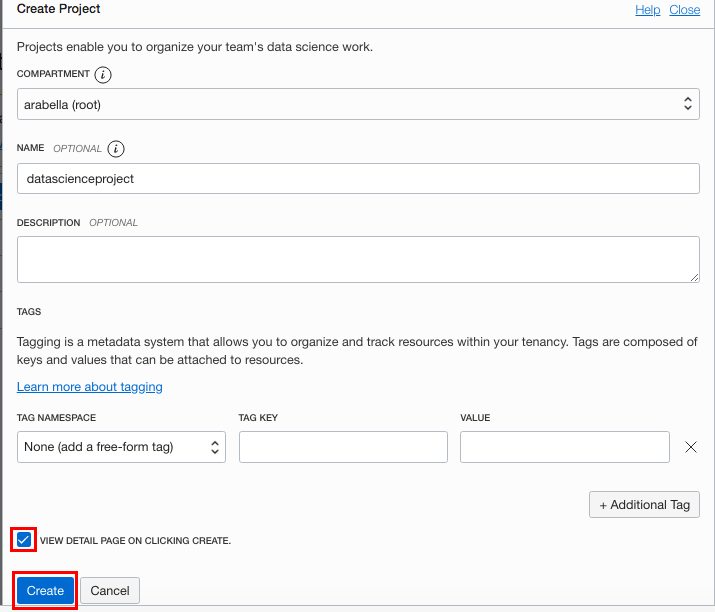 Create Project Help Close
Projects enable you to organize your team's data science work.
COMPARTMENT i
arabella (root)
NAME OPTIONAL i
datascienceproject
DESCRIPTION OPTIONAL
TAGS
Tagging is a metadata system that allows you to organize and track resources within your tenancy. Tags are composed of
keys and values that can be attached to resources.
Learn more about tagging
TAG NAMESPACE TAG KEY VALUE
None (add a free-form tag)
+ Additional Tag
VIEW DETAIL PAGE ON CLICKING CREATE.
Create Cancel